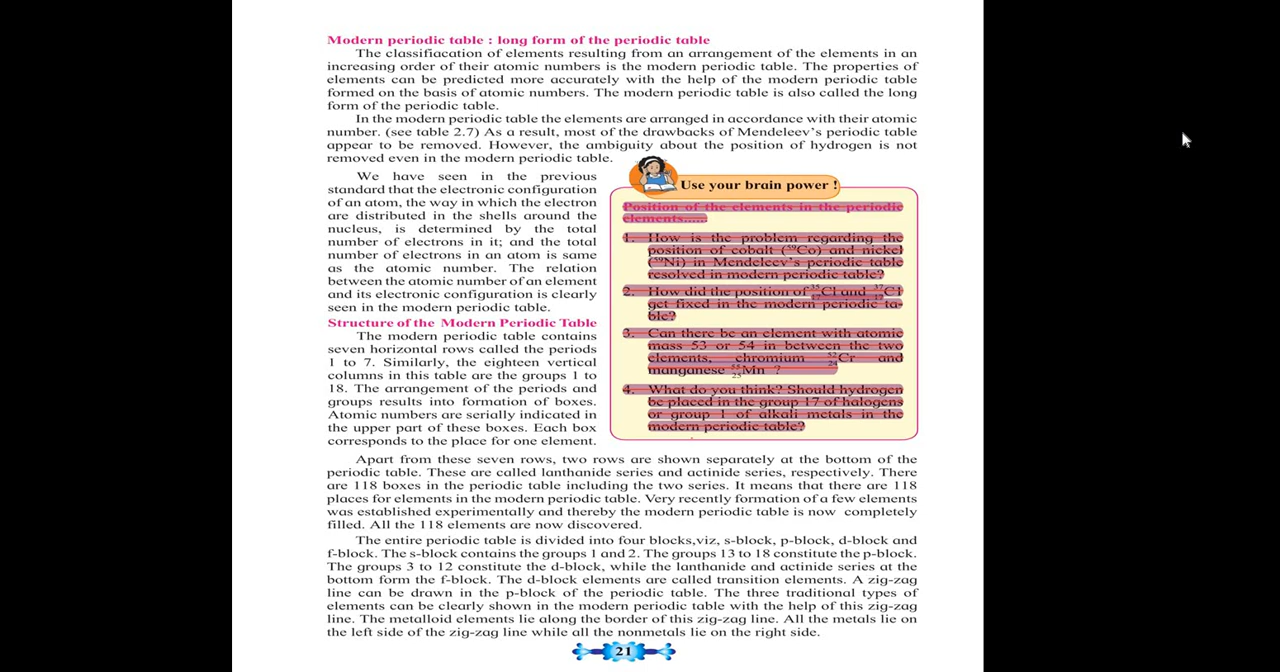 Modern periodic table : long form of the periodic table
The classifiacation of elements resulting from an arrangement of the elements in an
increasing order of their atomic numbers is the modern periodic table. The properties of
elements can be predicted more accurately with the help of the modern periodic table
formed on the basis of atomic numbers. The modern periodic table is also called the long
form of the periodic table.
In the modern periodic table the elements are arranged in accordance with their atomic
number. (see table 2.7) As a result, most of the drawbacks of Mendeleev's periodic table
appear to be removed. However, the ambiguity about the position of hydrogen is not
removed even in the modern periodic table.
We have seen in the previous
standard that the electronic configuration
of an atom, the way in which the electron
are distributed in the shells around the
nucleus, is determined by the total
number of electrons in it; and the total
number of electrons in an atom is same
as the atomic number. The relation
between the atomic number of an element
and its electronic configuration is clearly
seen in the modern periodic table.
Structure of the Modern Periodic Table
The modern periodic table contains
seven horizontal rows called the periods
1 to 7. Similarly, the eighteen vertical
columns in this table are the groups 1 to
18. The arrangement of the periods and
groups results into formation of boxes.
Atomic numbers are serially indicated in
the upper part of these boxes. Each box
corresponds to the place for one element.
Use your brain power !
Position of the elements in the periodic
elements......
1. How is the problem regarding the
position of cobalt (⁵⁹Co) and nickel
(⁵⁹Ni) in Mendeleev's periodic table
resolved in modern periodic table?
2. How did the position of ³⁵₁₇Cl and ³⁷₁₇Cl
get fixed in the modern periodic ta-
ble?
3. Can there be an element with atomic
mass 53 or 54 in between the two
elements, chromium ⁵²₂₄Cr and
manganese ⁵⁵₂₅Mn ?
4. What do you think? Should hydrogen
be placed in the group 17 of halogens
or group 1 of alkali metals in the
modern periodic table?
Apart from these seven rows, two rows are shown separately at the bottom of the
periodic table. These are called lanthanide series and actinide series, respectively. There
are 118 boxes in the periodic table including the two series. It means that there are 118
places for elements in the modern periodic table. Very recently formation of a few elements
was established experimentally and thereby the modern periodic table is now completely
filled. All the 118 elements are now discovered.
The entire periodic table is divided into four blocks,viz, s-block, p-block, d-block and
f-block. The s-block contains the groups 1 and 2. The groups 13 to 18 constitute the p-block.
The groups 3 to 12 constitute the d-block, while the lanthanide and actinide series at the
bottom form the f-block. The d-block elements are called transition elements. A zig-zag
line can be drawn in the p-block of the periodic table. The three traditional types of
elements can be clearly shown in the modern periodic table with the help of this zig-zag
line. The metalloid elements lie along the border of this zig-zag line. All the metals lie on
the left side of the zig-zag line while all the nonmetals lie on the right side.
21